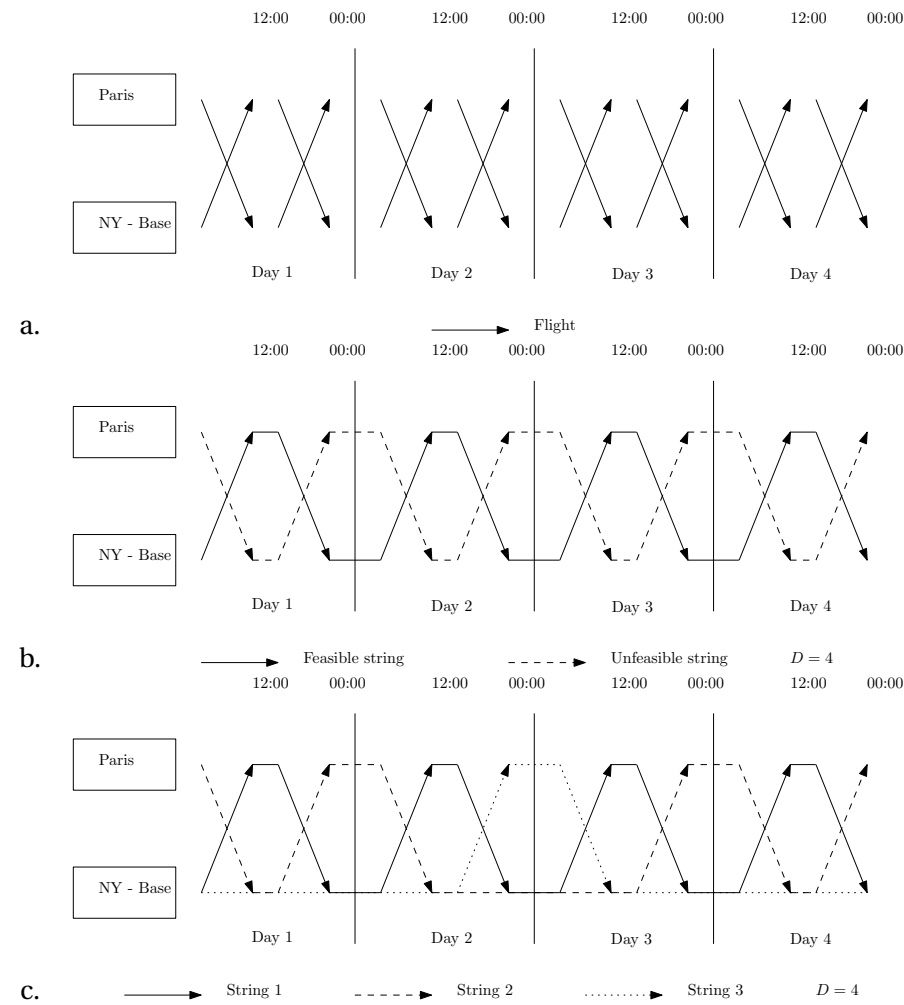 12:00 00:00 12:00 00:00 12:00 00:00 12:00 00:00
Paris
NY - Base
Day 1 Day 2 Day 3 Day 4
a.
Flight
12:00 00:00 12:00 00:00 12:00 00:00 12:00 00:00
Paris
NY - Base
Day 1 Day 2 Day 3 Day 4
b.
Feasible string Unfeasible string D = 4
12:00 00:00 12:00 00:00 12:00 00:00 12:00 00:00
Paris
NY - Base
Day 1 Day 2 Day 3 Day 4
c.
String 1 String 2 String 3 D = 4